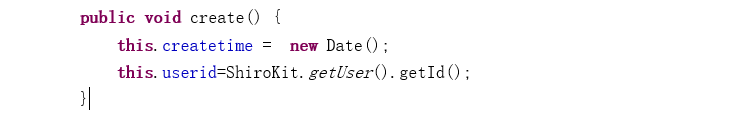 public void create() {
this.createtime =  new Date();
this.userid=ShiroKit.getUser().getId();
}